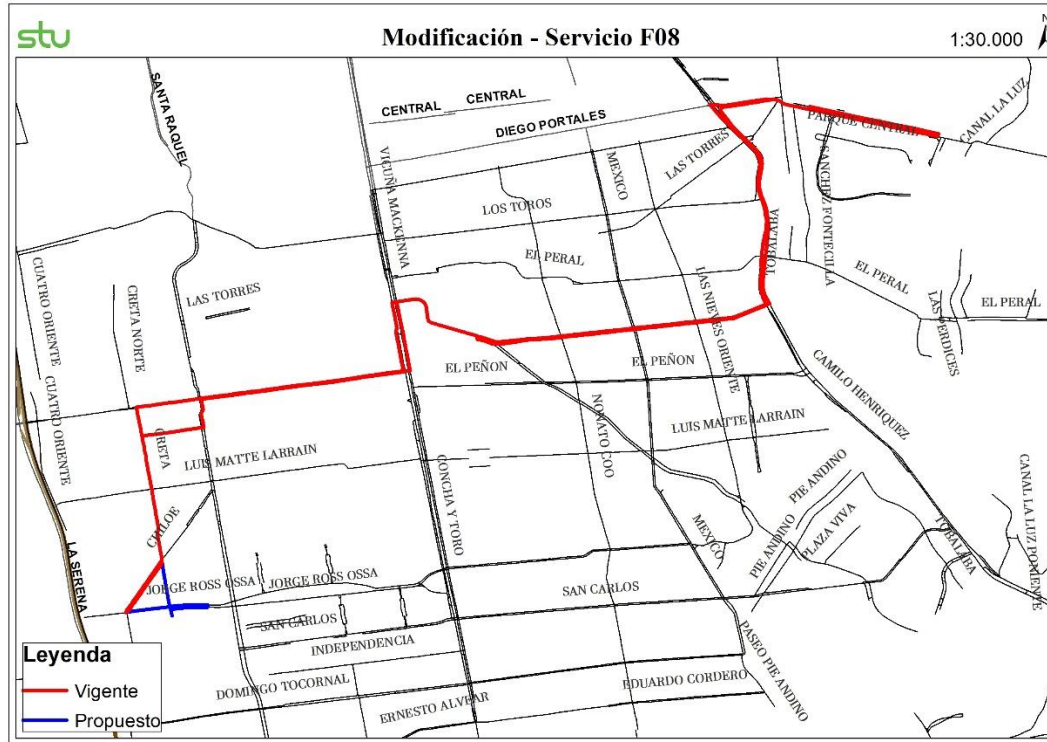 stu
Modificación - Servicio F08
1:30.000
N
SANTA RAQUEL
CENTRAL
CENTRAL
DIEGO PORTALES
VICUÑA MACKENNA
MEXICO
LAS TORRES
PARQUE CENTRAL
CANAL LA LUZ
SANCHEZ FONTECILLA
LOS TOROS
TOBALABA
EL PERAL
EL PERAL
EL PERAL
LAS PERDICES
CUATRO ORIENTE
CRETA NORTE
LAS TORRES
LAS NIEVES ORIENTE
EL PEÑON
EL PEÑON
CAMILO HENRIQUEZ
CUATRO ORIENTE
CRETA
LUIS MATTE LARRAIN
NONATO COO
LUIS MATTE LARRAIN
CONCHA Y TORO
CHILOE
LA SERENA
MEXICO
PIE ANDINO
PIE ANDINO
PLAZA VIVA
TOBALABA
CANAL LA LUZ PONIENTE
JORGE ROSS OSSA
JORGE ROSS OSSA
SAN CARLOS
SAN CARLOS
INDEPENDENCIA
PASEO PIE ANDINO
DOMINGO TOCORNAL
EDUARDO CORDERO
ERNESTO ALVEAR
Leyenda
Vigente
Propuesto